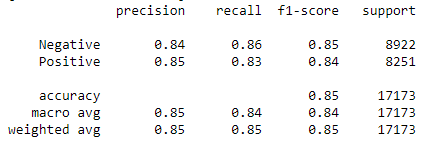 precision recall f1-score support
Negative 0.84 0.86 0.85 8922
Positive 0.85 0.83 0.84 8251
accuracy 0.85 17173
macro avg 0.85 0.84 0.84 17173
weighted avg 0.85 0.85 0.85 17173